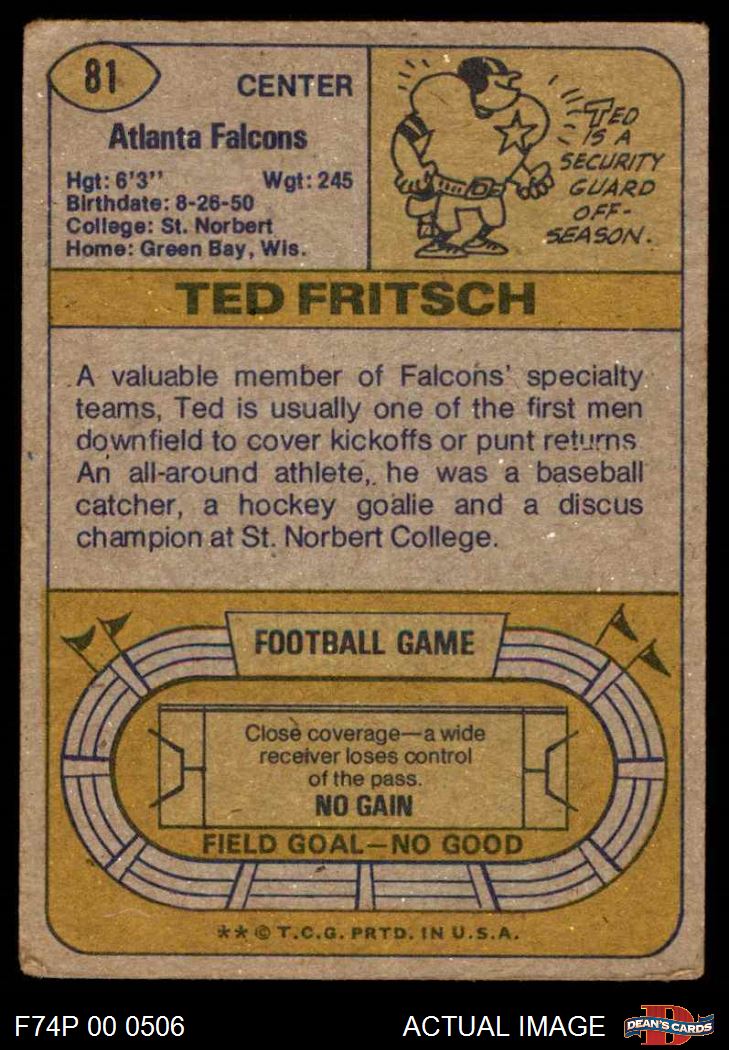 81
CENTER
Atlanta Falcons
Hgt: 6'3'' Wgt: 245
Birthdate: 8-26-50
College: St. Norbert
Home: Green Bay, Wis.
TED
IS A
SECURITY
GUARD
OFF-
SEASON.
TED FRITSCH
A valuable member of Falcons' specialty
teams, Ted is usually one of the first men
downfield to cover kickoffs or punt returns.
An all-around athlete, he was a baseball
catcher, a hockey goalie and a discus
champion at St. Norbert College.
FOOTBALL GAME
Close coverage—a wide
receiver loses control
of the pass.
NO GAIN
FIELD GOAL—NO GOOD
** © T.C.G. PRTD. IN U.S.A.
F74P 00 0506
ACTUAL IMAGE
D
DEAN'S CARDS